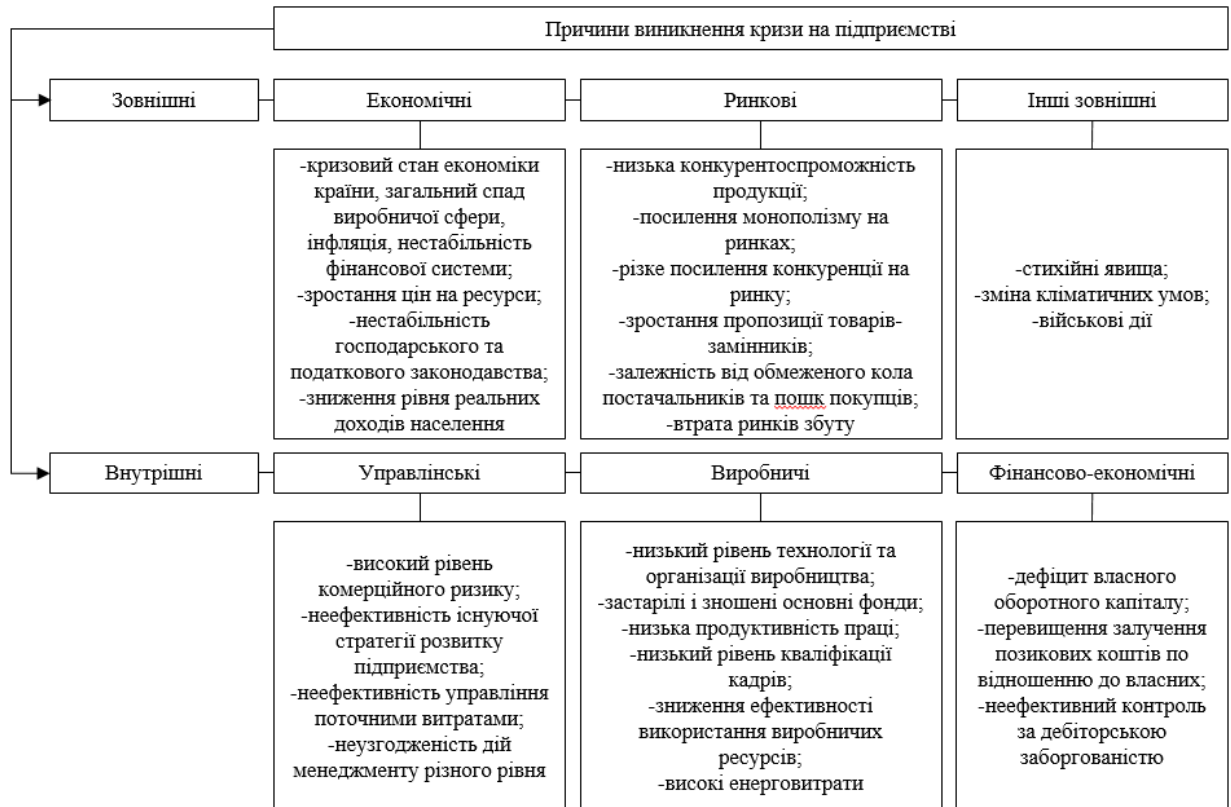 Причини виникнення кризи на підприємстві
Зовнішні
Економічні
Ринкові
Інші зовнішні
-кризовий стан економіки
країни, загальний спад
виробничої сфери,
інфляція, нестабільність
фінансової системи;
-зростання цін на ресурси;
-нестабільність
господарського та
податкового законодавства;
-зниження рівня реальних
доходів населення
-низька конкурентоспроможність
продукції;
-посилення монополізму на
ринках;
-різке посилення конкуренції на
ринку;
-зростання пропозиції товарів-
замінників;
-залежність від обмеженого кола
постачальників та пошк покупців;
-втрата ринків збуту
-стихійні явища;
-зміна кліматичних умов;
-військові дії
Внутрішні
Управлінські
Виробничі
Фінансово-економічні
-високий рівень
комерційного ризику;
-неефективність існуючої
стратегії розвитку
підприємства;
-неефективність управління
поточними витратами;
-неузгодженість дій
менеджменту різного рівня
-низький рівень технології та
організації виробництва;
-застарілі і зношені основні фонди;
-низька продуктивність праці;
-низький рівень кваліфікації
кадрів;
-зниження ефективності
використання виробничих
ресурсів;
-високі енерговитрати
-дефіцит власного
оборотного капіталу;
-перевищення залучення
позикових коштів по
відношенню до власних;
-неефективний контроль
за дебіторською
заборгованістю